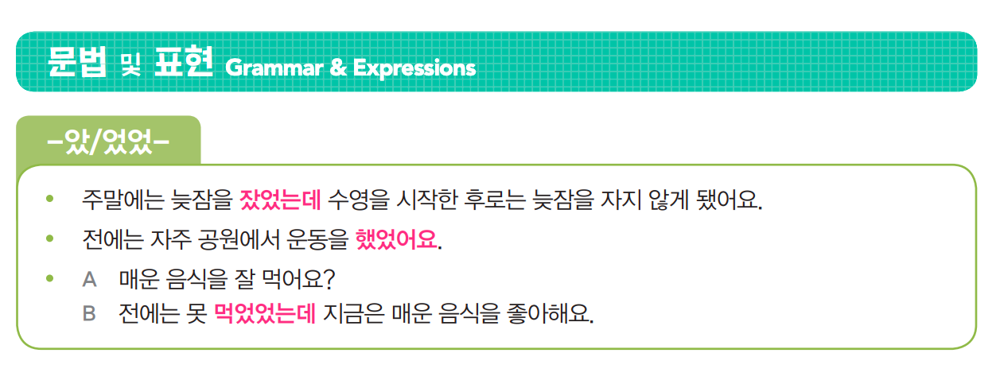 문법 및 표현 Grammar & Expressions
–았/었었–
• 주말에는 늦잠을 잤었는데 수영을 시작한 후로는 늦잠을 자지 않게 됐어요.
• 전에는 자주 공원에서 운동을 했었어요.
• A 매운 음식을 잘 먹어요?
B 전에는 못 먹었었는데 지금은 매운 음식을 좋아해요.